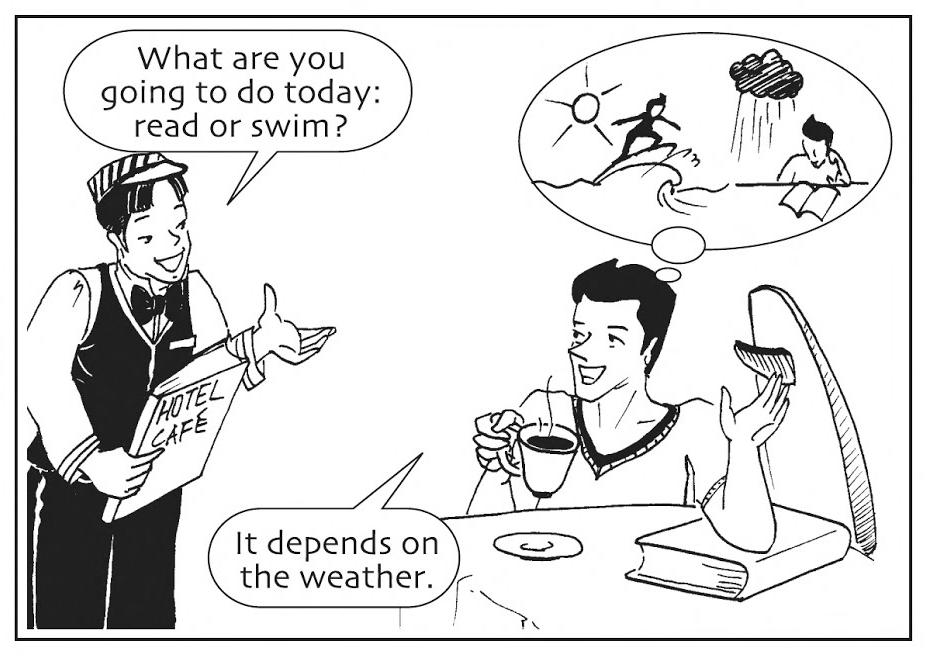 What are you
going to do today:
read or swim?
HOTEL
CAFE
It depends on
the weather.